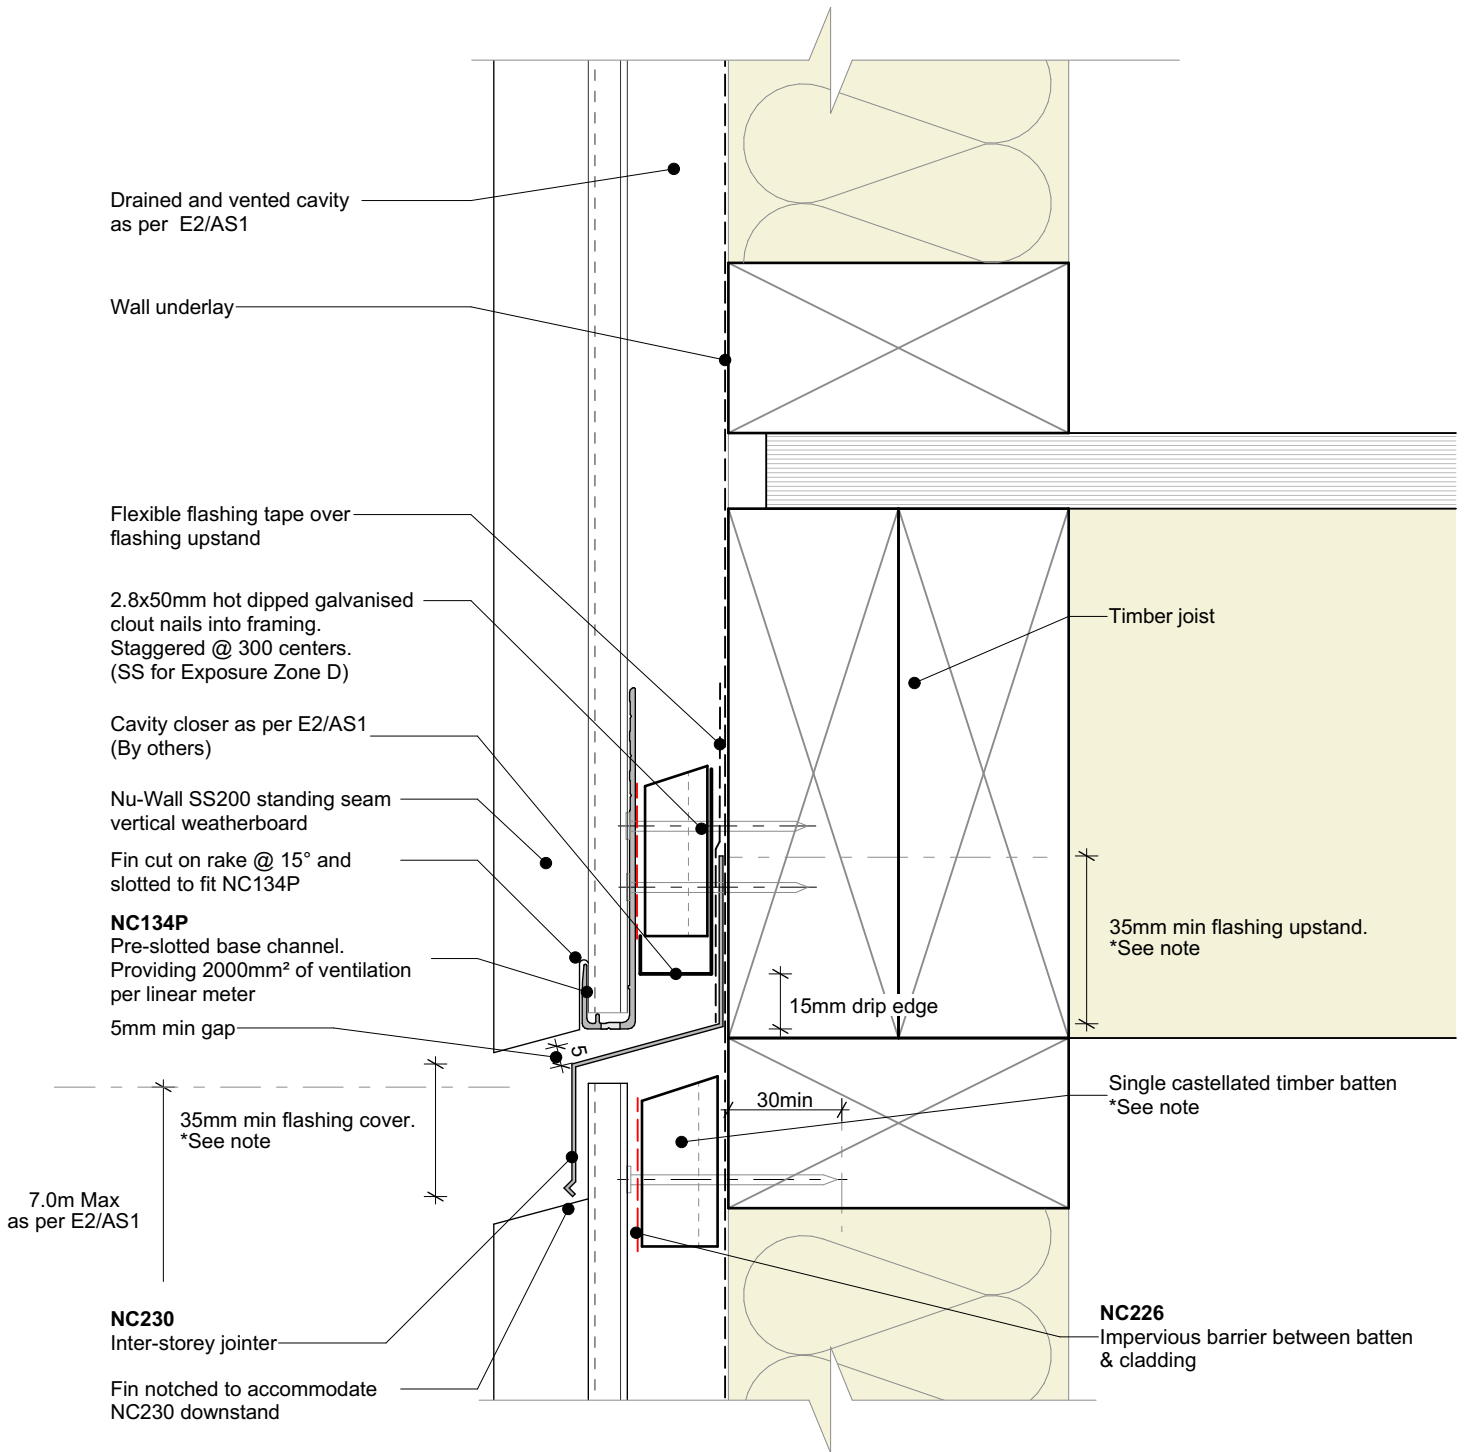 Drained and vented cavity
as per E2/AS1
Wall underlay
Flexible flashing tape over
flashing upstand
2.8x50mm hot dipped galvanised
clout nails into framing.
Staggered @ 300 centers.
(SS for Exposure Zone D)
Cavity closer as per E2/AS1
(By others)
Nu-Wall SS200 standing seam
vertical weatherboard
Fin cut on rake @ 15° and
slotted to fit NC134P
NC134P
Pre-slotted base channel.
Providing 2000mm² of ventilation
per linear meter
5mm min gap
5
35mm min flashing cover.
*See note
7.0m Max
as per E2/AS1
NC230
Inter-storey jointer
Fin notched to accommodate
NC230 downstand
Timber joist
35mm min flashing upstand.
*See note
15mm drip edge
30min
Single castellated timber batten
*See note
NC226
Impervious barrier between batten
& cladding